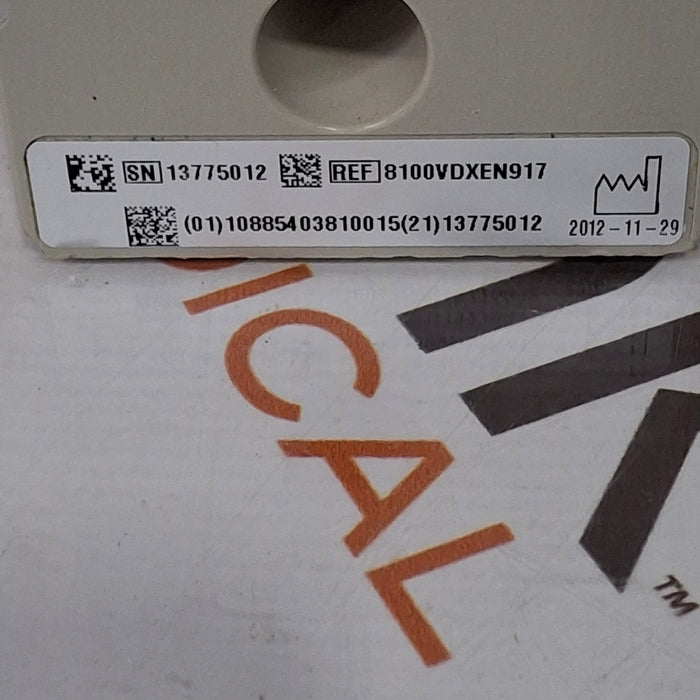 SN 13775012 REF 8100VDXEN917
(01)10885403810015(21)13775012 2012-11-29
ICAL
TM